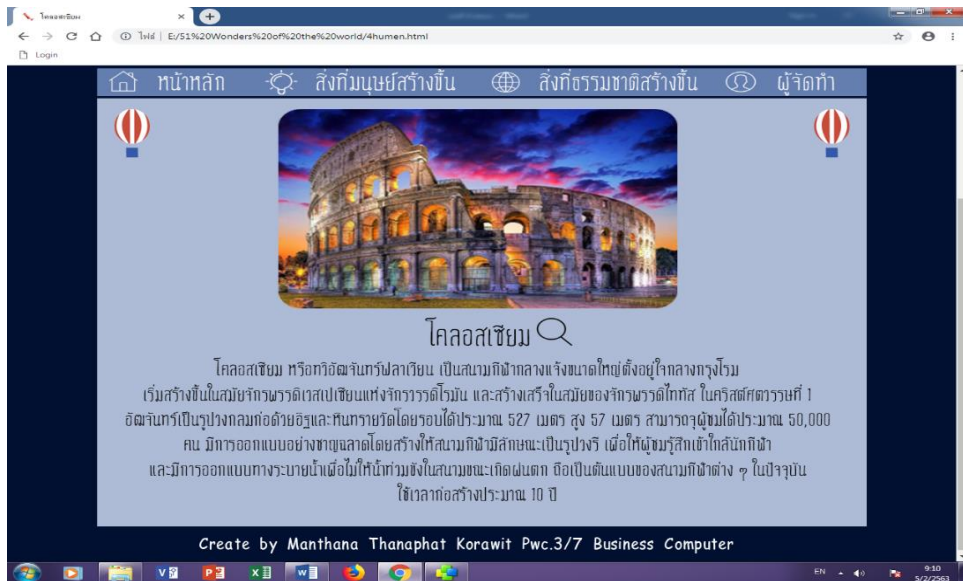 โคลอสเซียม
ไฟล์ | E:/51%20Wonders%20of%20the%20world/4humen.html
Login
หน้าหลัก สิ่งที่มนุษย์สร้างขึ้น สิ่งที่ธรรมชาติสร้างขึ้น ผู้จัดทำ
โคลอสเซียม
โคลอสเซียม หรือทวิอัฒจันทร์ฟลาเวียน เป็นสนามกีฬากลางแจ้งขนาดใหญ่ตั้งอยู่ใจกลางกรุงโรม
เริ่มสร้างขึ้นในสมัยจักรพรรดิเวสเปเซียนแห่งจักรวรรดิโรมัน และสร้างเสร็จในสมัยของจักรพรรดิไททัส ในคริสต์ศตวรรษที่ 1
อัฒจันทร์เป็นรูปวงกลมก่อด้วยอิฐและหินทรายวัดโดยรอบได้ประมาณ 527 เมตร สูง 57 เมตร สามารถจุผู้ชมได้ประมาณ 50,000
คน มีการออกแบบอย่างชาญฉลาดโดยสร้างให้สนามกีฬามีลักษณะเป็นรูปวงรี เพื่อให้ผู้ชมรู้สึกเข้าใกล้นักกีฬา
และมีการออกแบบทางระบายน้ำเพื่อไม่ให้น้ำท่วมขังในสนามขณะเกิดฝนตก ถือเป็นต้นแบบของสนามกีฬาต่าง ๆ ในปัจจุบัน
ใช้เวลาก่อสร้างประมาณ 10 ปี
Create by Manthana Thanaphat Korawit Pwc.3/7 Business Computer
EN 9:10
5/2/2563